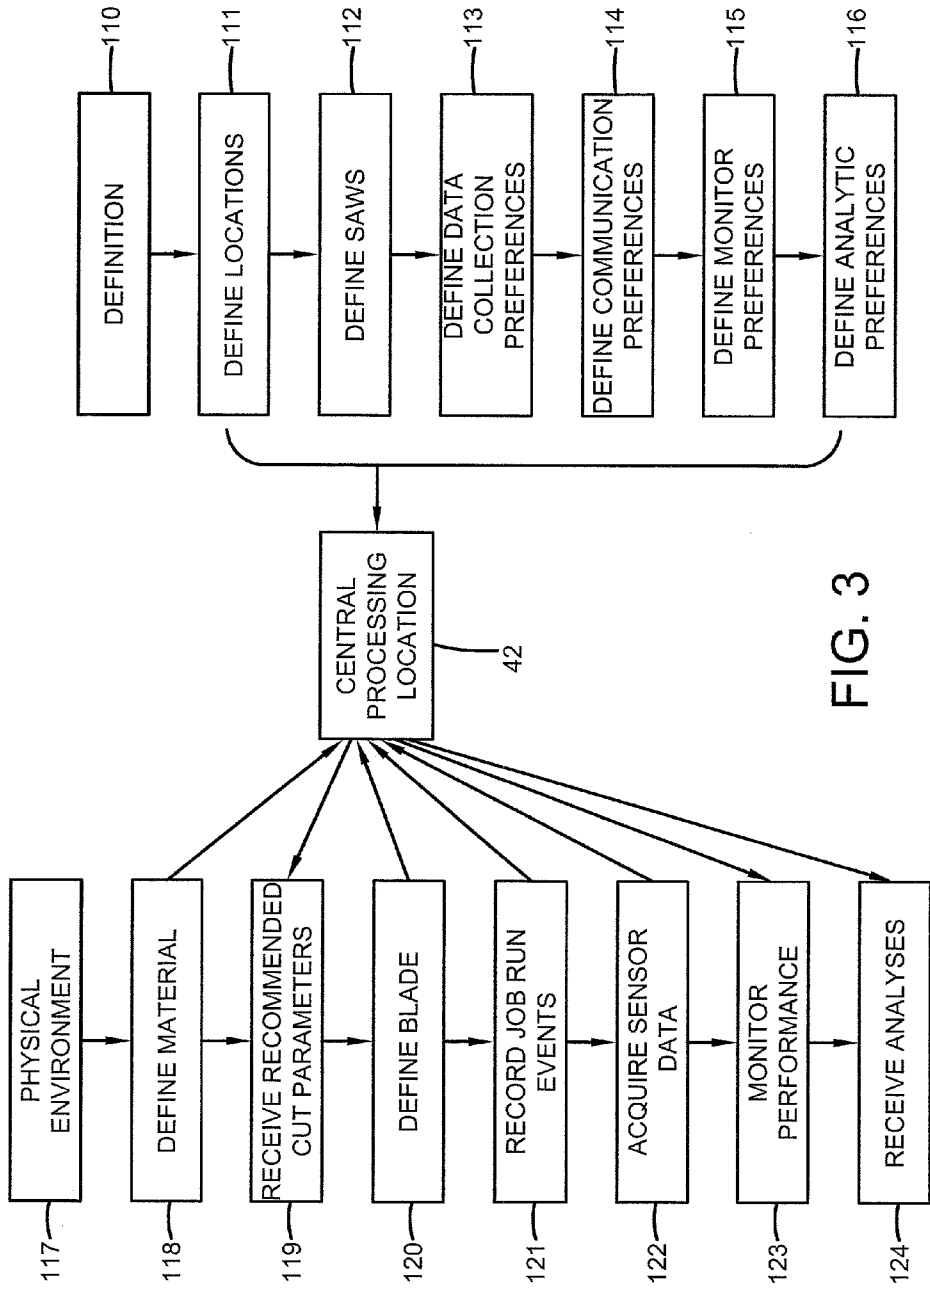 117
PHYSICAL
ENVIRONMENT
118
DEFINE MATERIAL
119
RECEIVE RECOMMENDED
CUT PARAMETERS
120
DEFINE BLADE
121
RECORD JOB RUN
EVENTS
122
ACQUIRE SENSOR
DATA
123
MONITOR
PERFORMANCE
124
RECEIVE ANALYSES
CENTRAL
PROCESSING
LOCATION
42
DEFINITION
110
DEFINE LOCATIONS
111
DEFINE SAWS
112
DEFINE DATA
COLLECTION
PREFERENCES
113
DEFINE COMMUNICATION
PREFERENCES
114
DEFINE MONITOR
PREFERENCES
115
DEFINE ANALYTIC
PREFERENCES
116
FIG. 3